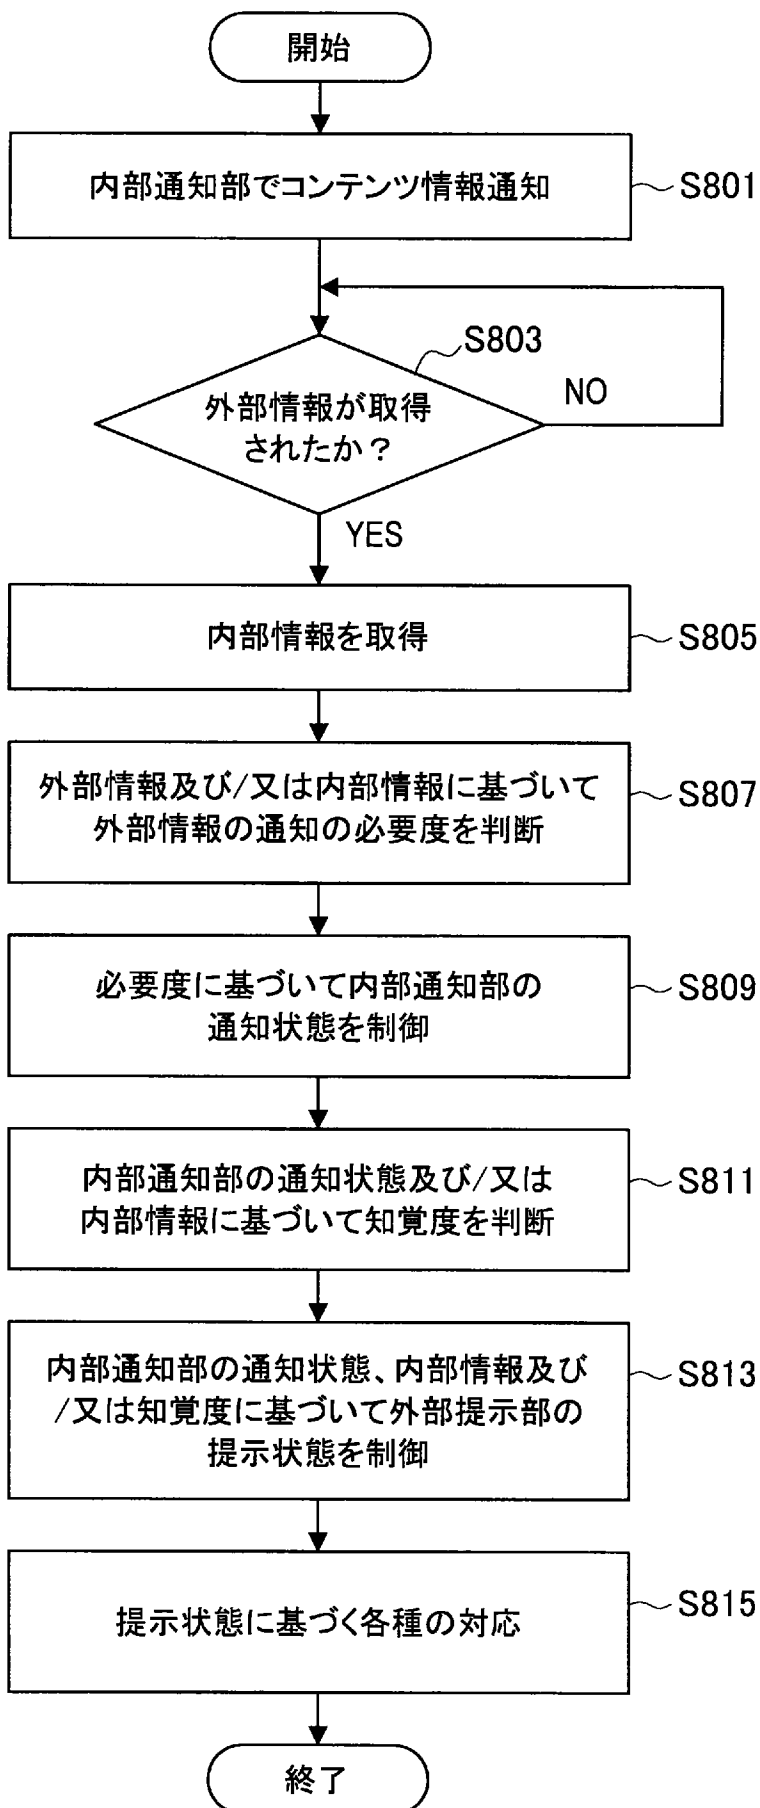 開始
内部通知部でコンテンツ情報通知
S801
S803
外部情報が取得
されたか？
NO
YES
内部情報を取得
S805
外部情報及び/又は内部情報に基づいて
外部情報の通知の必要度を判断
S807
必要度に基づいて内部通知部の
通知状態を制御
S809
内部通知部の通知状態及び/又は
内部情報に基づいて知覚度を判断
S811
内部通知部の通知状態、内部情報及び
/又は知覚度に基づいて外部提示部の
提示状態を制御
S813
提示状態に基づく各種の対応
S815
終了